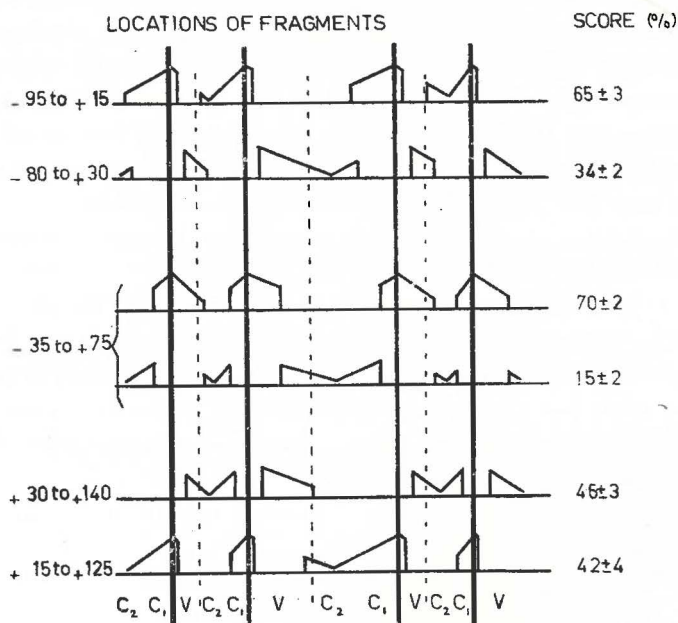 LOCATIONS OF FRAGMENTS SCORE (%)
- 95 to + 15 65±3
- 80 to +30 34±2
70±2
- 35 to +75
15±2
+ 30 to +140 46±3
+ 15 to +125 42±4
C₂ C₁ V C₂ C₁ V C₂ C₁ V C₂ C₁ V